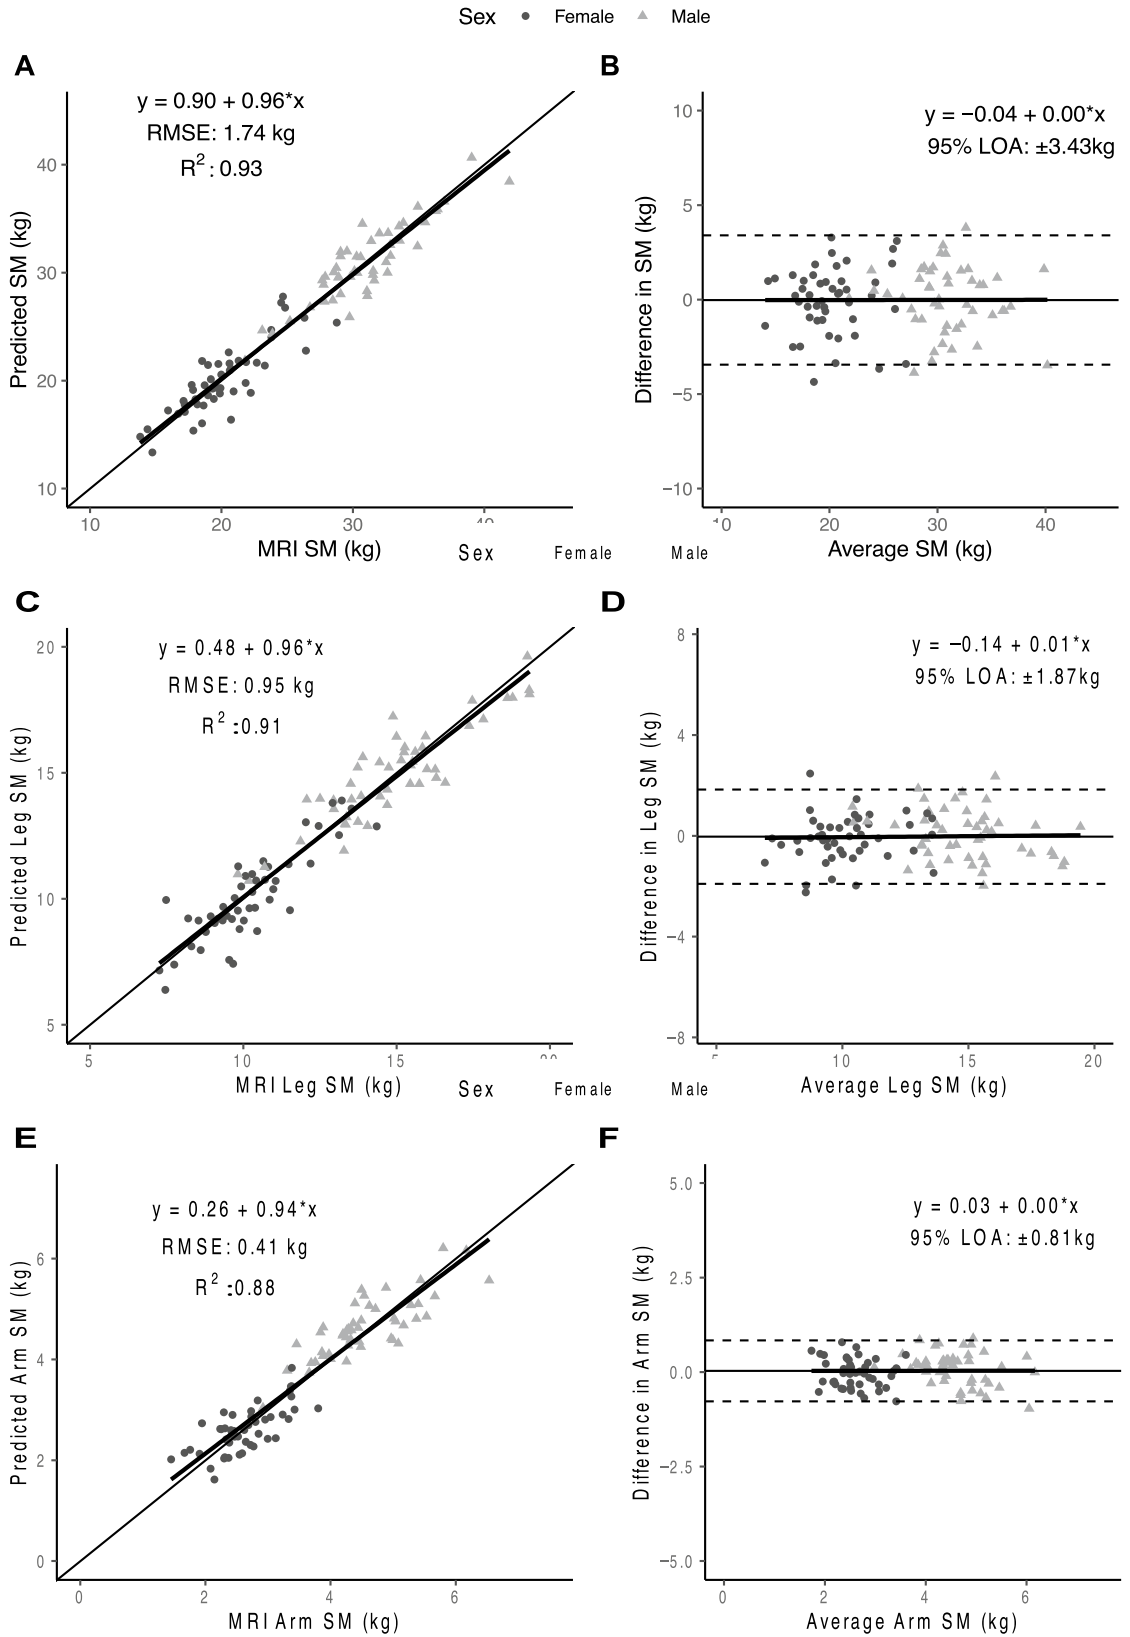 Sex Female Male
A
y = 0.90 + 0.96*x
RMSE: 1.74 kg
R2: 0.93
Predicted SM (kg)
40
30
20
10
10 20 30 40
MRI SM (kg)
B
y = −0.04 + 0.00*x
95% LOA: ±3.43kg
Difference in SM (kg)
10
5
0
−5
−10
10 20 30 40
Average SM (kg)
Sex Female Male
C
y = 0.48 + 0.96*x
RMSE: 0.95 kg
R2:0.91
Predicted Leg SM (kg)
20
15
10
5
5 10 15
MRI Leg SM (kg)
D
y = −0.14 + 0.01*x
95% LOA: ±1.87kg
Difference in Leg SM (kg)
8
4
0
−4
−8
5 10 15 20
Average Leg SM (kg)
Sex Female Male
E
y = 0.26 + 0.94*x
RMSE: 0.41 kg
R2:0.88
Predicted Arm SM (kg)
6
4
2
0
0 2 4 6
MRI Arm SM (kg)
F
y = 0.03 + 0.00*x
95% LOA: ±0.81kg
Difference in Arm SM (kg)
5.0
2.5
0.0
−2.5
−5.0
0 2 4 6
Average Arm SM (kg)